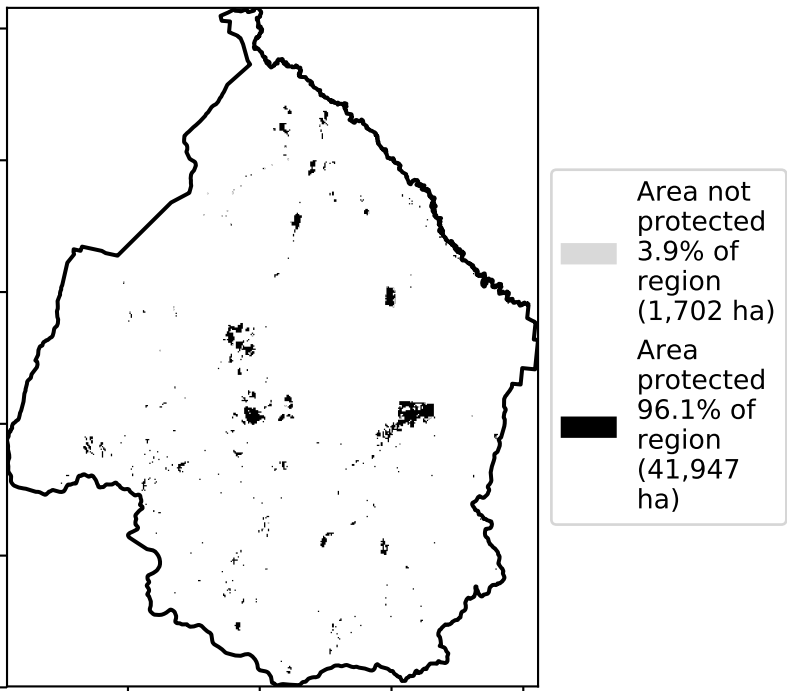 Area not
protected
3.9% of
region
(1,702 ha)
Area
protected
96.1% of
region
(41,947
ha)